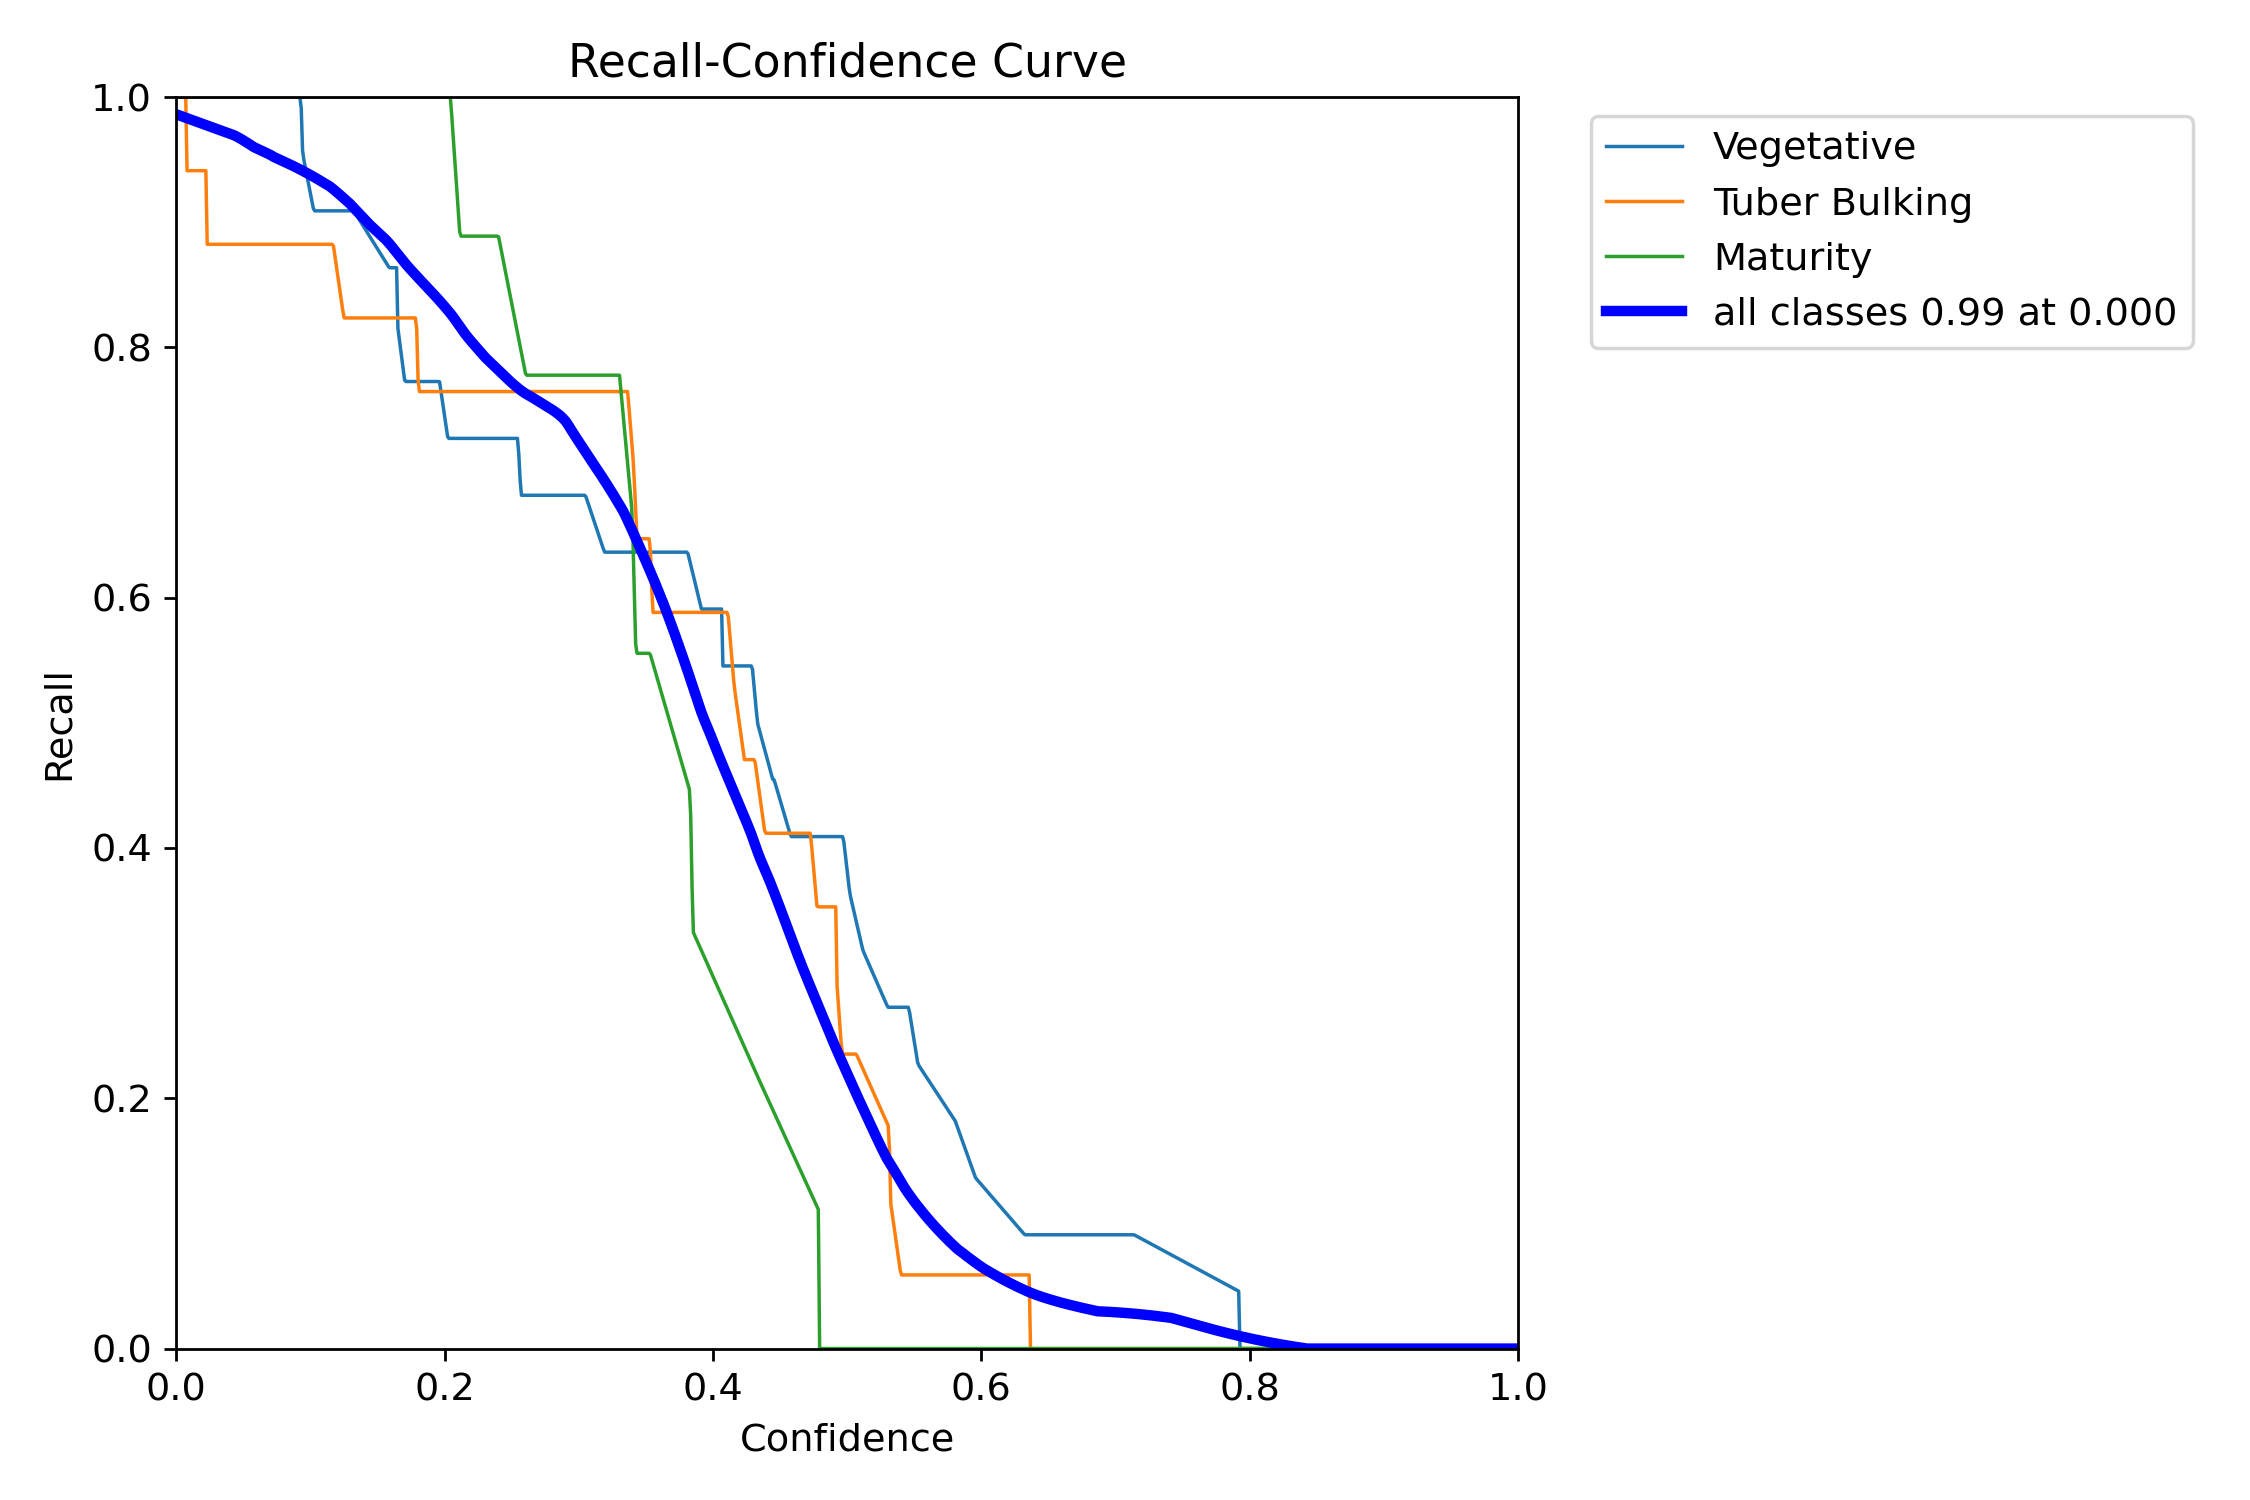 Recall-Confidence Curve
1.0
0.8
0.6
0.4
0.2
0.0
Recall
0.0 0.2 0.4 0.6 0.8 1.0
Confidence
Vegetative
Tuber Bulking
Maturity
all classes 0.99 at 0.000